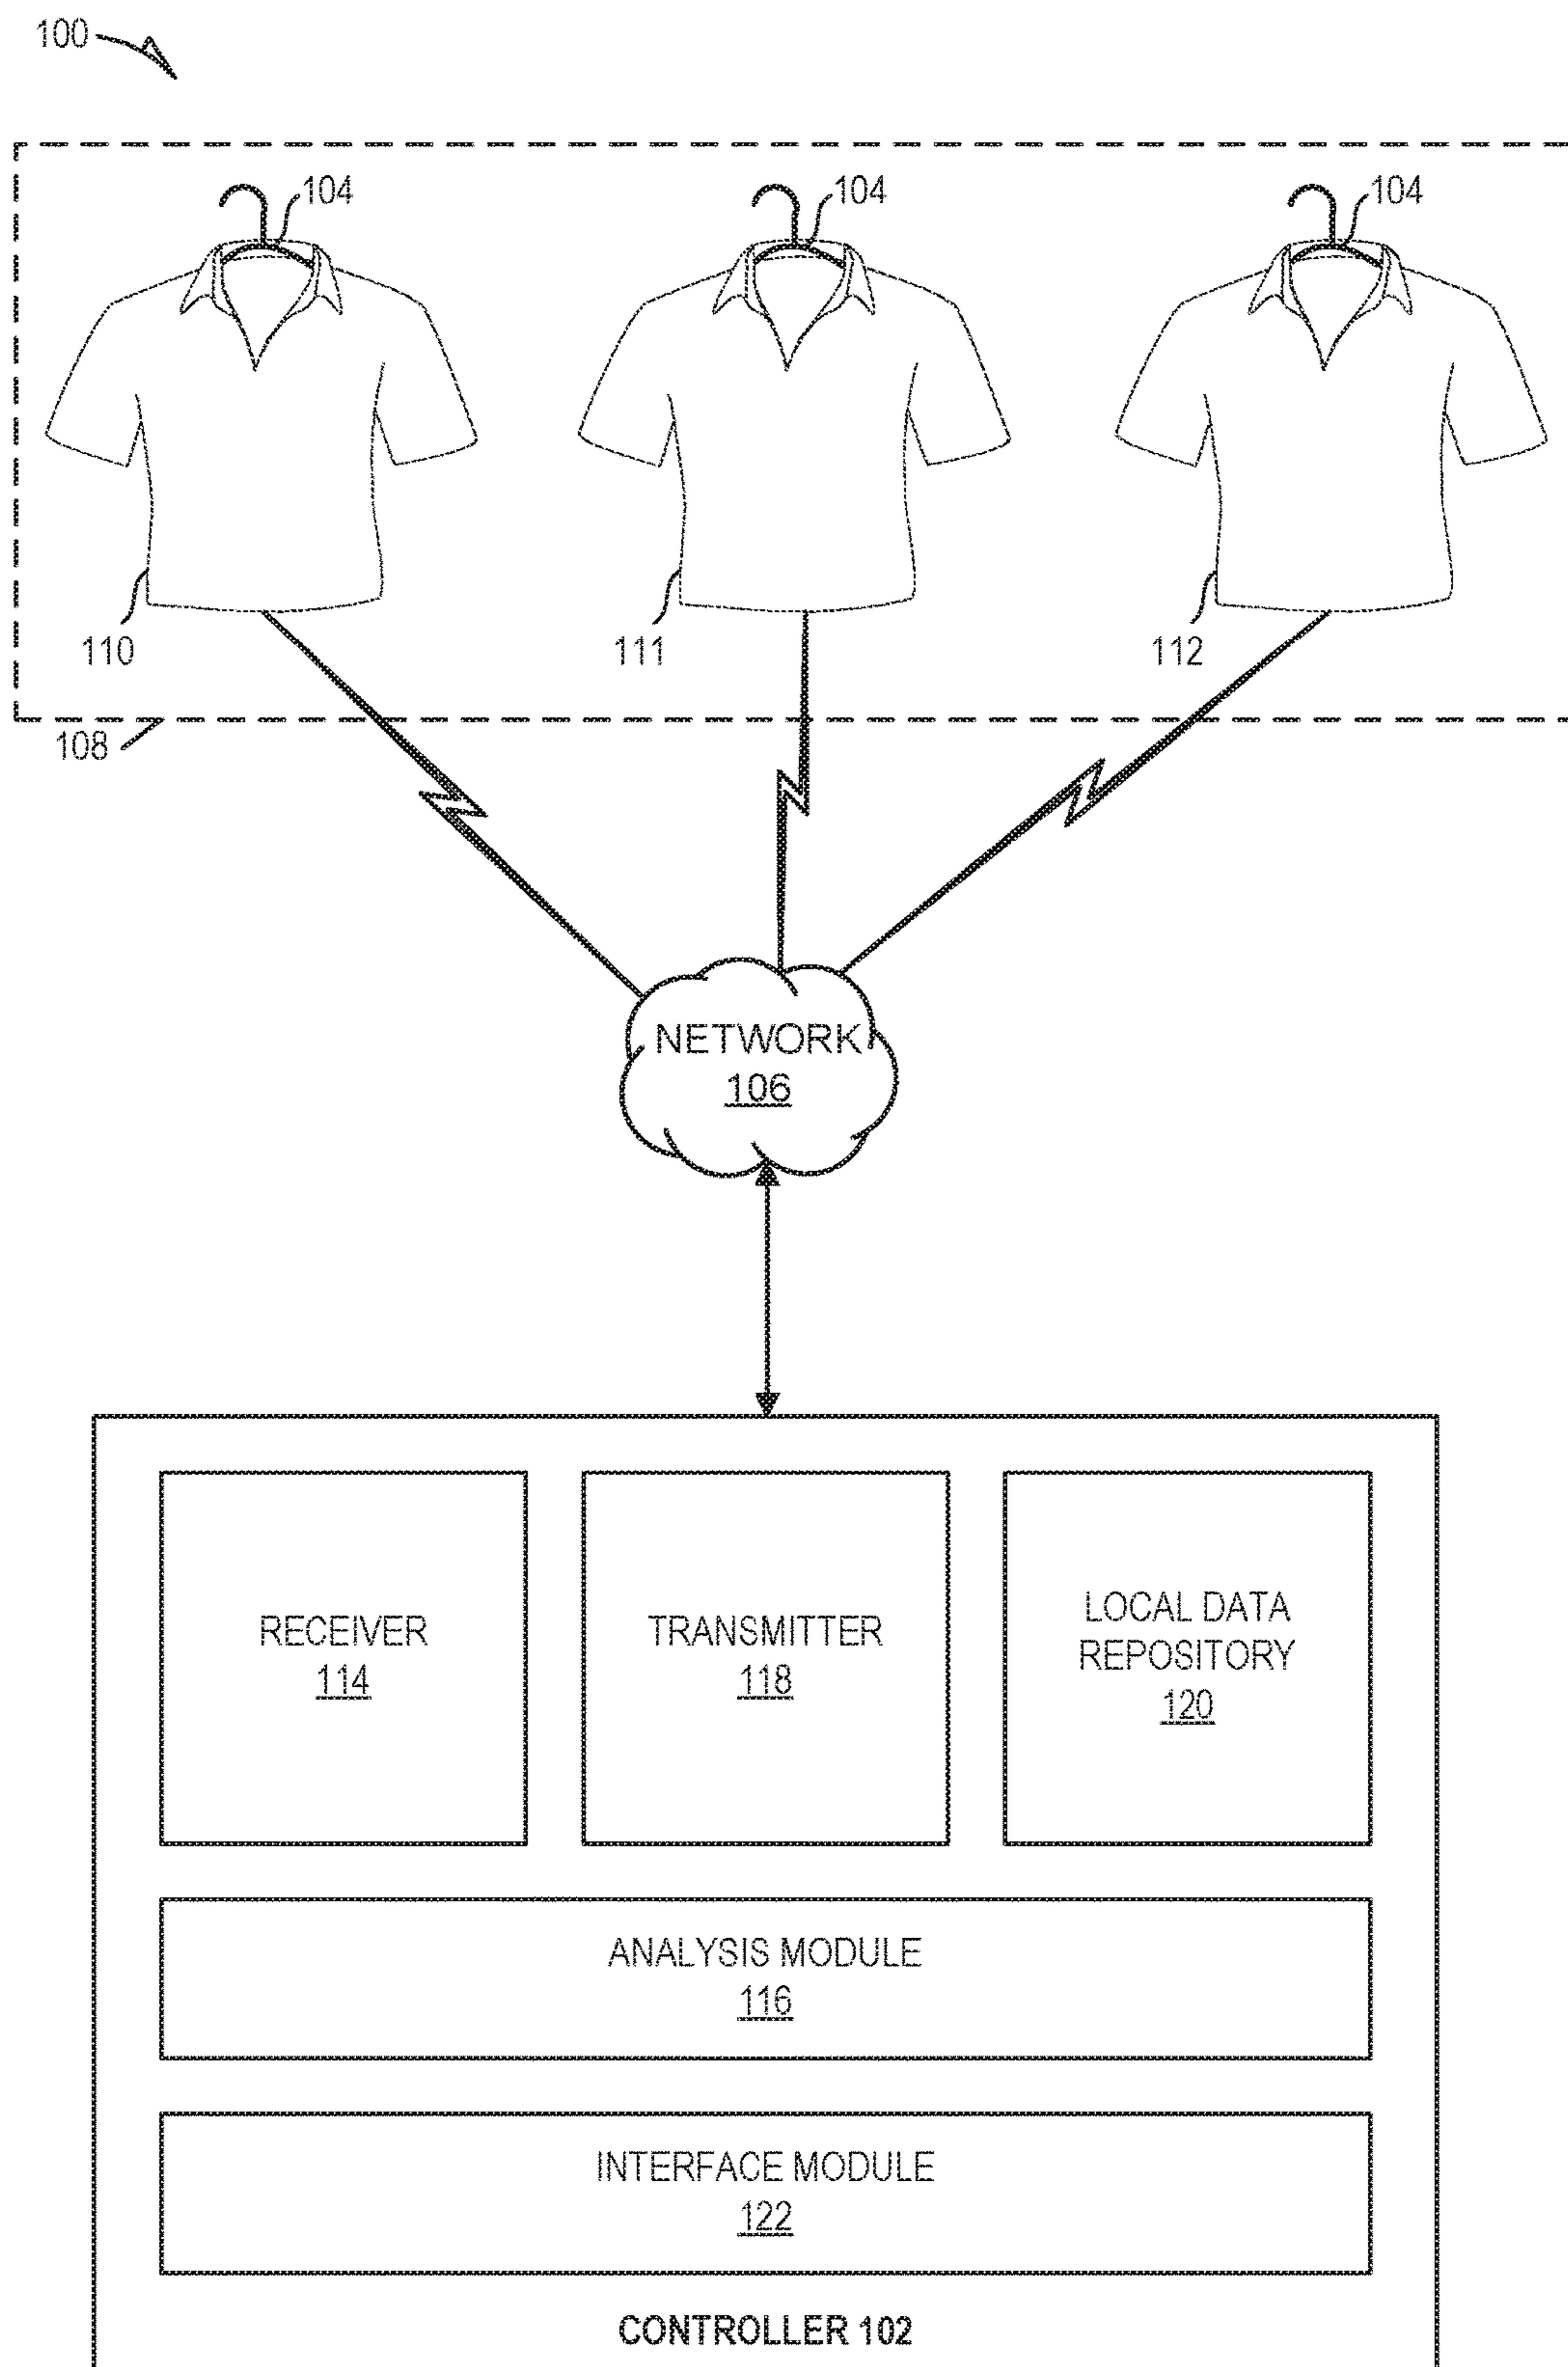 100
104
104
104
110
111
112
108
NETWORK
106
RECEIVER
114
TRANSMITTER
118
LOCAL DATA
REPOSITORY
120
ANALYSIS MODULE
116
INTERFACE MODULE
122
CONTROLLER 102